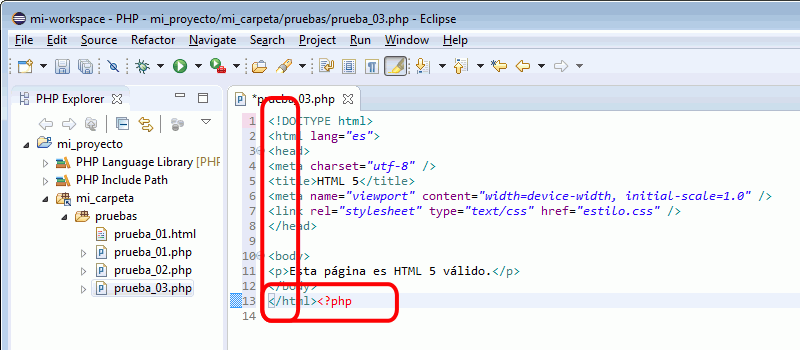 mi-workspace - PHP - mi_proyecto/mi_carpeta/pruebas/prueba_03.php - Eclipse
File Edit Source Refactor Navigate Search Project Run Window Help
PHP Explorer
mi_proyecto
PHP Language Library [PHP
PHP Include Path
mi_carpeta
pruebas
prueba_01.html
prueba_01.php
prueba_02.php
prueba_03.php
*prueba_03.php
1 <!DOCTYPE html>
2 <html lang="es">
3 <head>
4 <meta charset="utf-8" />
5 <title>HTML 5</title>
6 <meta name="viewport" content="width=device-width, initial-scale=1.0" />
7 <link rel="stylesheet" type="text/css" href="estilo.css" />
8 </head>
9
10 <body>
11 <p>Esta página es HTML 5 válido.</p>
12 </body>
13 </html><?php
14